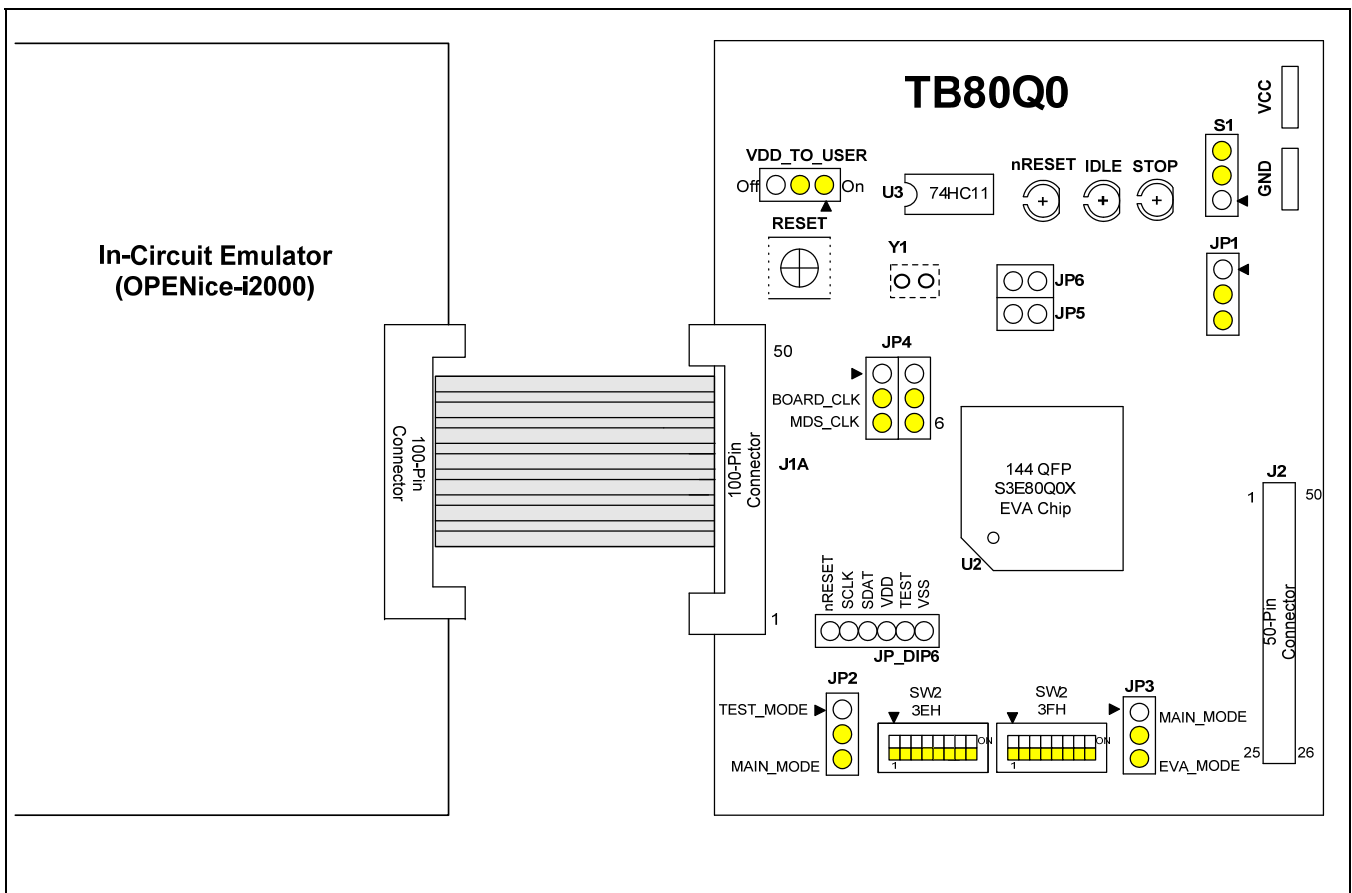 TB80Q0
VCC
S1
VDD_TO_USER
nRESET IDLE STOP
Off
On
U3
74HC11
GND
RESET
In-Circuit Emulator
(OPENice-i2000)
Y1
JP1
JP6
JP5
50
JP4
BOARD_CLK
MDS_CLK
6
100-Pin
Connector
100-Pin
Connector
J1A
144 QFP
S3E80Q0X
EVA Chip
U2
J2
1
50
50-Pin
Connector
25
26
nRESET
SCLK
SDAT
VDD
TEST
VSS
1
JP_DIP6
JP2
TEST_MODE
MAIN_MODE
SW2
3EH
ON
1
SW2
3FH
ON
1
JP3
MAIN_MODE
EVA_MODE